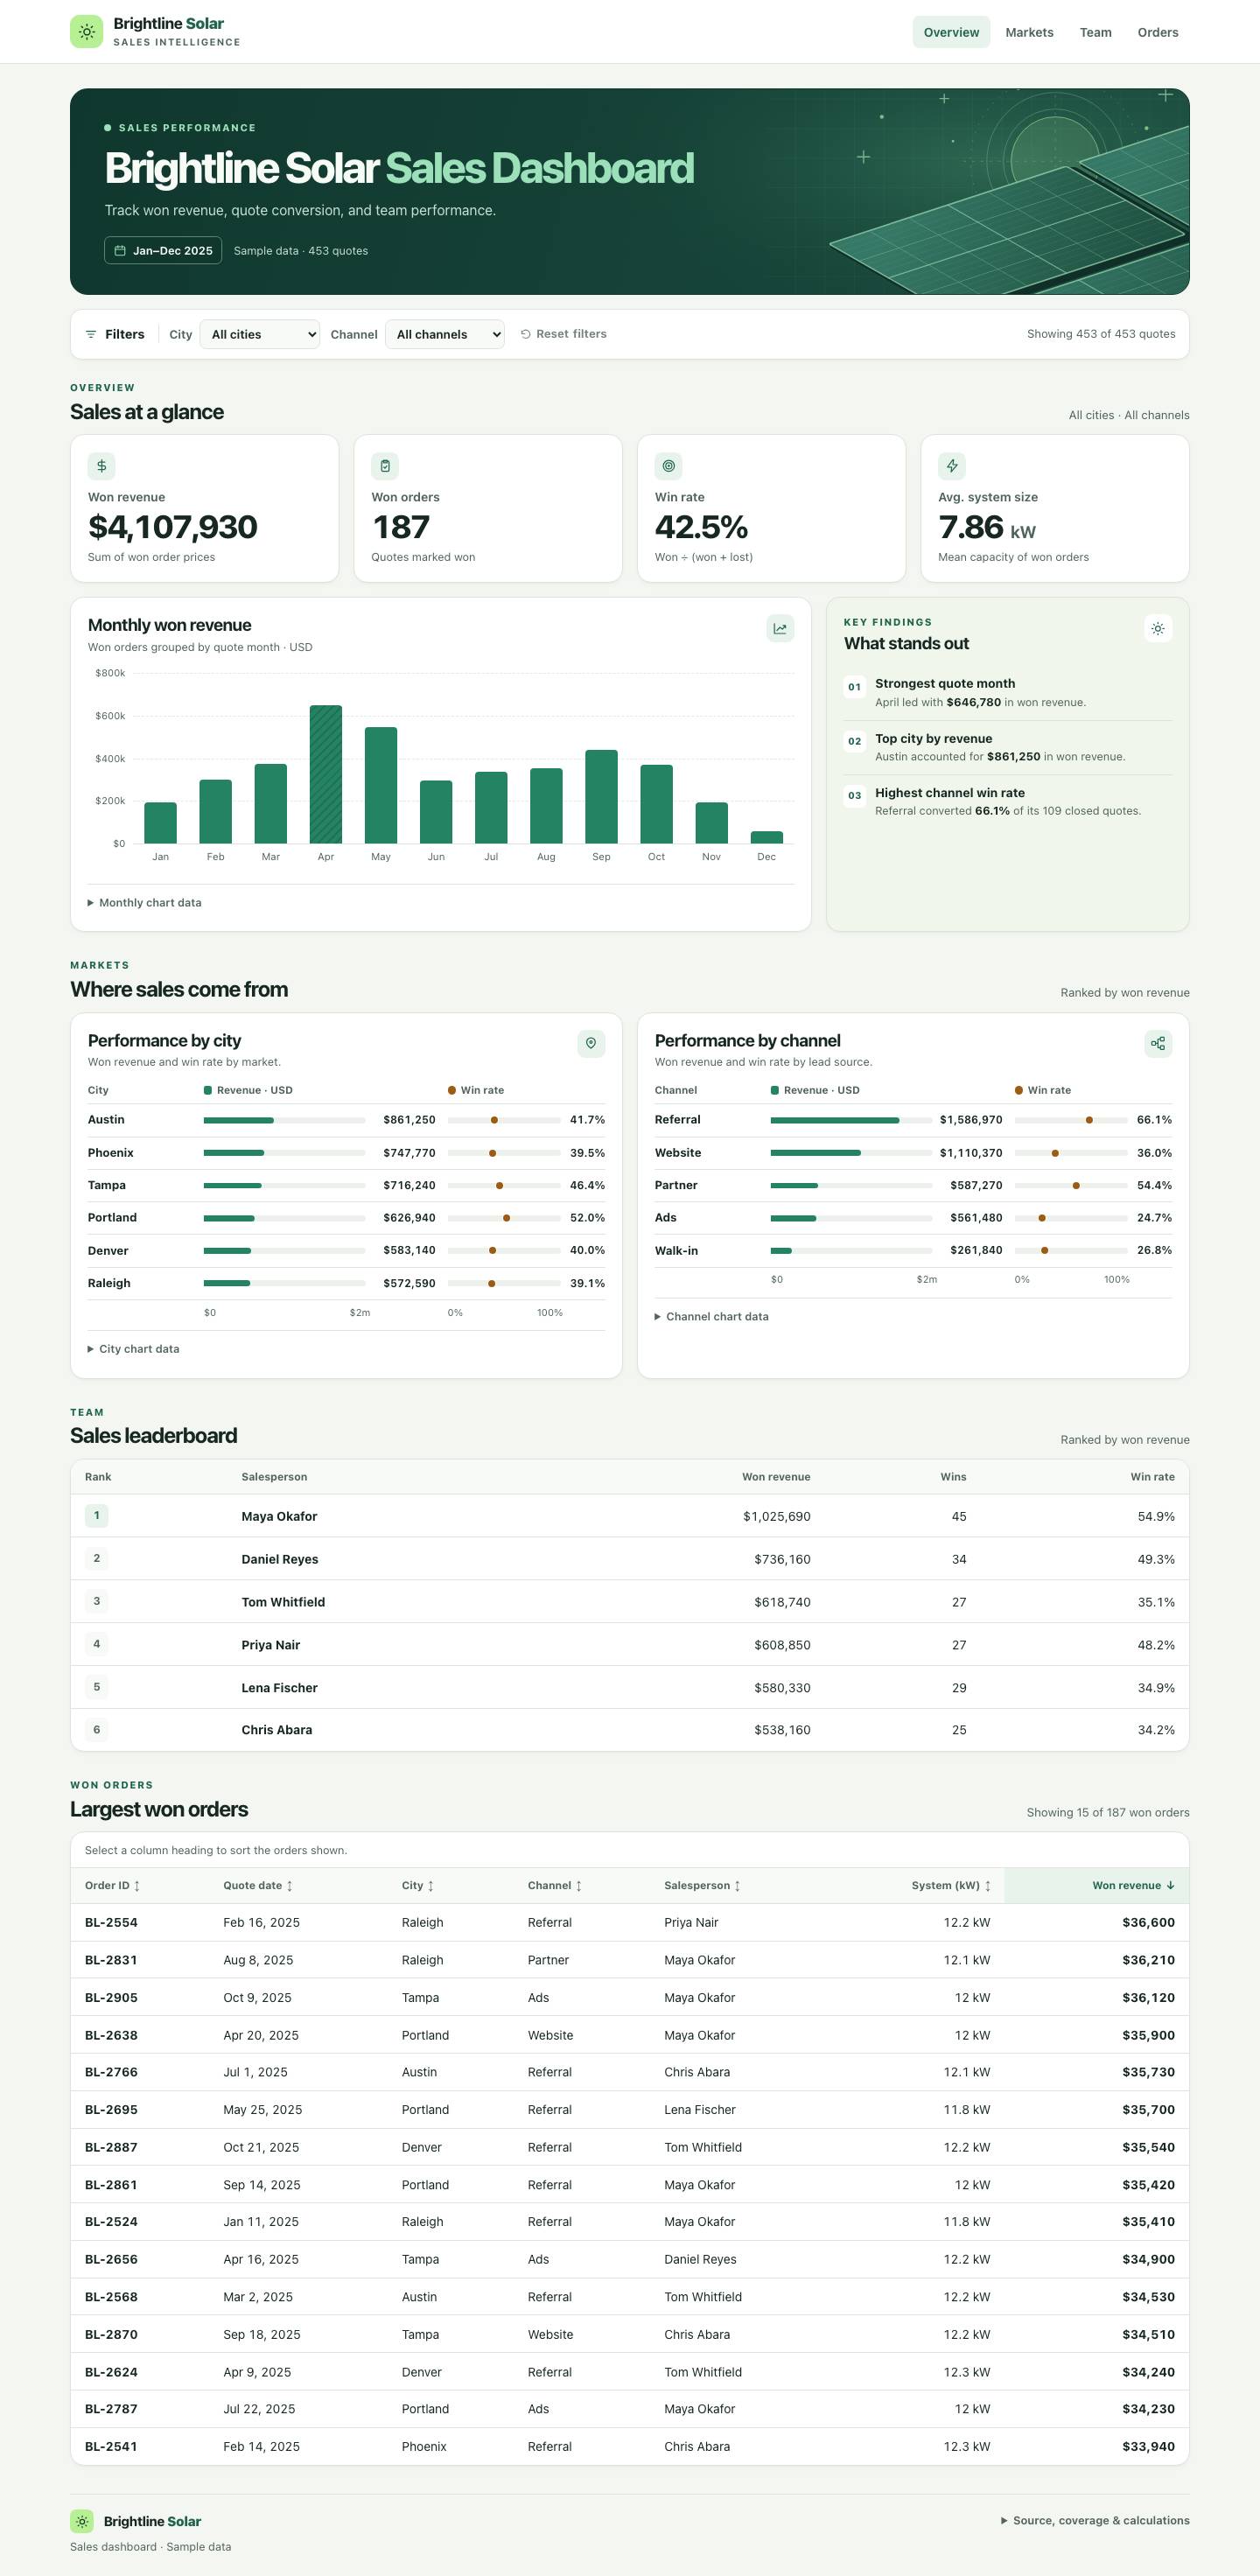 Brightline Solar
SALES INTELLIGENCE
Overview Markets Team Orders
SALES PERFORMANCE
Brightline Solar Sales Dashboard
Track won revenue, quote conversion, and team performance.
Jan–Dec 2025 Sample data · 453 quotes
Filters City All cities Channel All channels Reset filters Showing 453 of 453 quotes
OVERVIEW
Sales at a glance
All cities · All channels
Won revenue
$4,107,930
Sum of won order prices
Won orders
187
Quotes marked won
Win rate
42.5%
Won ÷ (won + lost)
Avg. system size
7.86 kW
Mean capacity of won orders
Monthly won revenue
Won orders grouped by quote month · USD
$800k
$600k
$400k
$200k
$0
Jan Feb Mar Apr May Jun Jul Aug Sep Oct Nov Dec
Monthly chart data
KEY FINDINGS
What stands out
01 Strongest quote month
April led with $646,780 in won revenue.
02 Top city by revenue
Austin accounted for $861,250 in won revenue.
03 Highest channel win rate
Referral converted 66.1% of its 109 closed quotes.
MARKETS
Where sales come from
Ranked by won revenue
Performance by city
Won revenue and win rate by market.
City Revenue · USD Win rate
Austin $861,250 41.7%
Phoenix $747,770 39.5%
Tampa $716,240 46.4%
Portland $626,940 52.0%
Denver $583,140 40.0%
Raleigh $572,590 39.1%
$0 $2m 0% 100%
City chart data
Performance by channel
Won revenue and win rate by lead source.
Channel Revenue · USD Win rate
Referral $1,586,970 66.1%
Website $1,110,370 36.0%
Partner $587,270 54.4%
Ads $561,480 24.7%
Walk-in $261,840 26.8%
$0 $2m 0% 100%
Channel chart data
TEAM
Sales leaderboard
Ranked by won revenue
Rank Salesperson Won revenue Wins Win rate
1 Maya Okafor $1,025,690 45 54.9%
2 Daniel Reyes $736,160 34 49.3%
3 Tom Whitfield $618,740 27 35.1%
4 Priya Nair $608,850 27 48.2%
5 Lena Fischer $580,330 29 34.9%
6 Chris Abara $538,160 25 34.2%
WON ORDERS
Largest won orders
Showing 15 of 187 won orders
Select a column heading to sort the orders shown.
Order ID ↕ Quote date ↕ City ↕ Channel ↕ Salesperson ↕ System (kW) ↕ Won revenue ↓
BL-2554 Feb 16, 2025 Raleigh Referral Priya Nair 12.2 kW $36,600
BL-2831 Aug 8, 2025 Raleigh Partner Maya Okafor 12.1 kW $36,210
BL-2905 Oct 9, 2025 Tampa Ads Maya Okafor 12 kW $36,120
BL-2638 Apr 20, 2025 Portland Website Maya Okafor 12 kW $35,900
BL-2766 Jul 1, 2025 Austin Referral Chris Abara 12.1 kW $35,730
BL-2695 May 25, 2025 Portland Referral Lena Fischer 11.8 kW $35,700
BL-2887 Oct 21, 2025 Denver Referral Tom Whitfield 12.2 kW $35,540
BL-2861 Sep 14, 2025 Portland Referral Maya Okafor 12 kW $35,420
BL-2524 Jan 11, 2025 Raleigh Referral Maya Okafor 11.8 kW $35,410
BL-2656 Apr 16, 2025 Tampa Ads Daniel Reyes 12.2 kW $34,900
BL-2568 Mar 2, 2025 Austin Referral Tom Whitfield 12.2 kW $34,530
BL-2870 Sep 18, 2025 Tampa Website Chris Abara 12.2 kW $34,510
BL-2624 Apr 9, 2025 Denver Referral Tom Whitfield 12.3 kW $34,240
BL-2787 Jul 22, 2025 Portland Ads Maya Okafor 12 kW $34,230
BL-2541 Feb 14, 2025 Phoenix Referral Chris Abara 12.3 kW $33,940
Brightline Solar
Source, coverage & calculations
Sales dashboard · Sample data